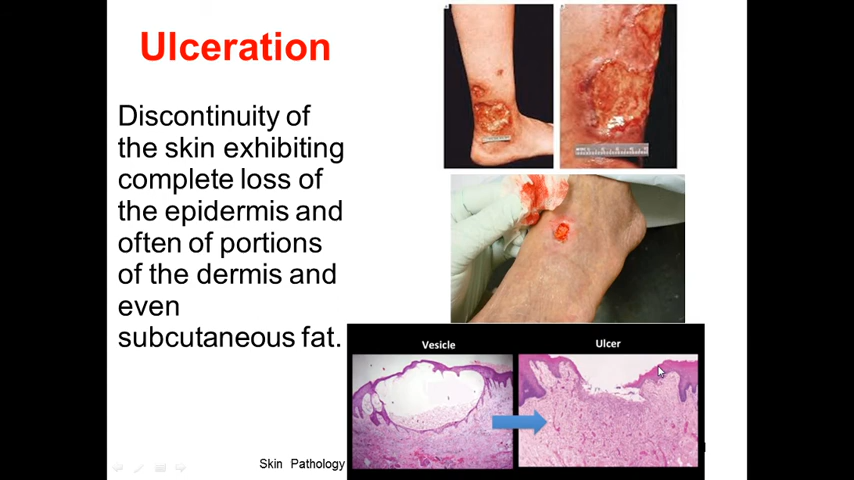 Ulceration
Discontinuity of
the skin exhibiting
complete loss of
the epidermis and
often of portions
of the dermis and
even
subcutaneous fat.
Vesicle
Ulcer
Skin Pathology